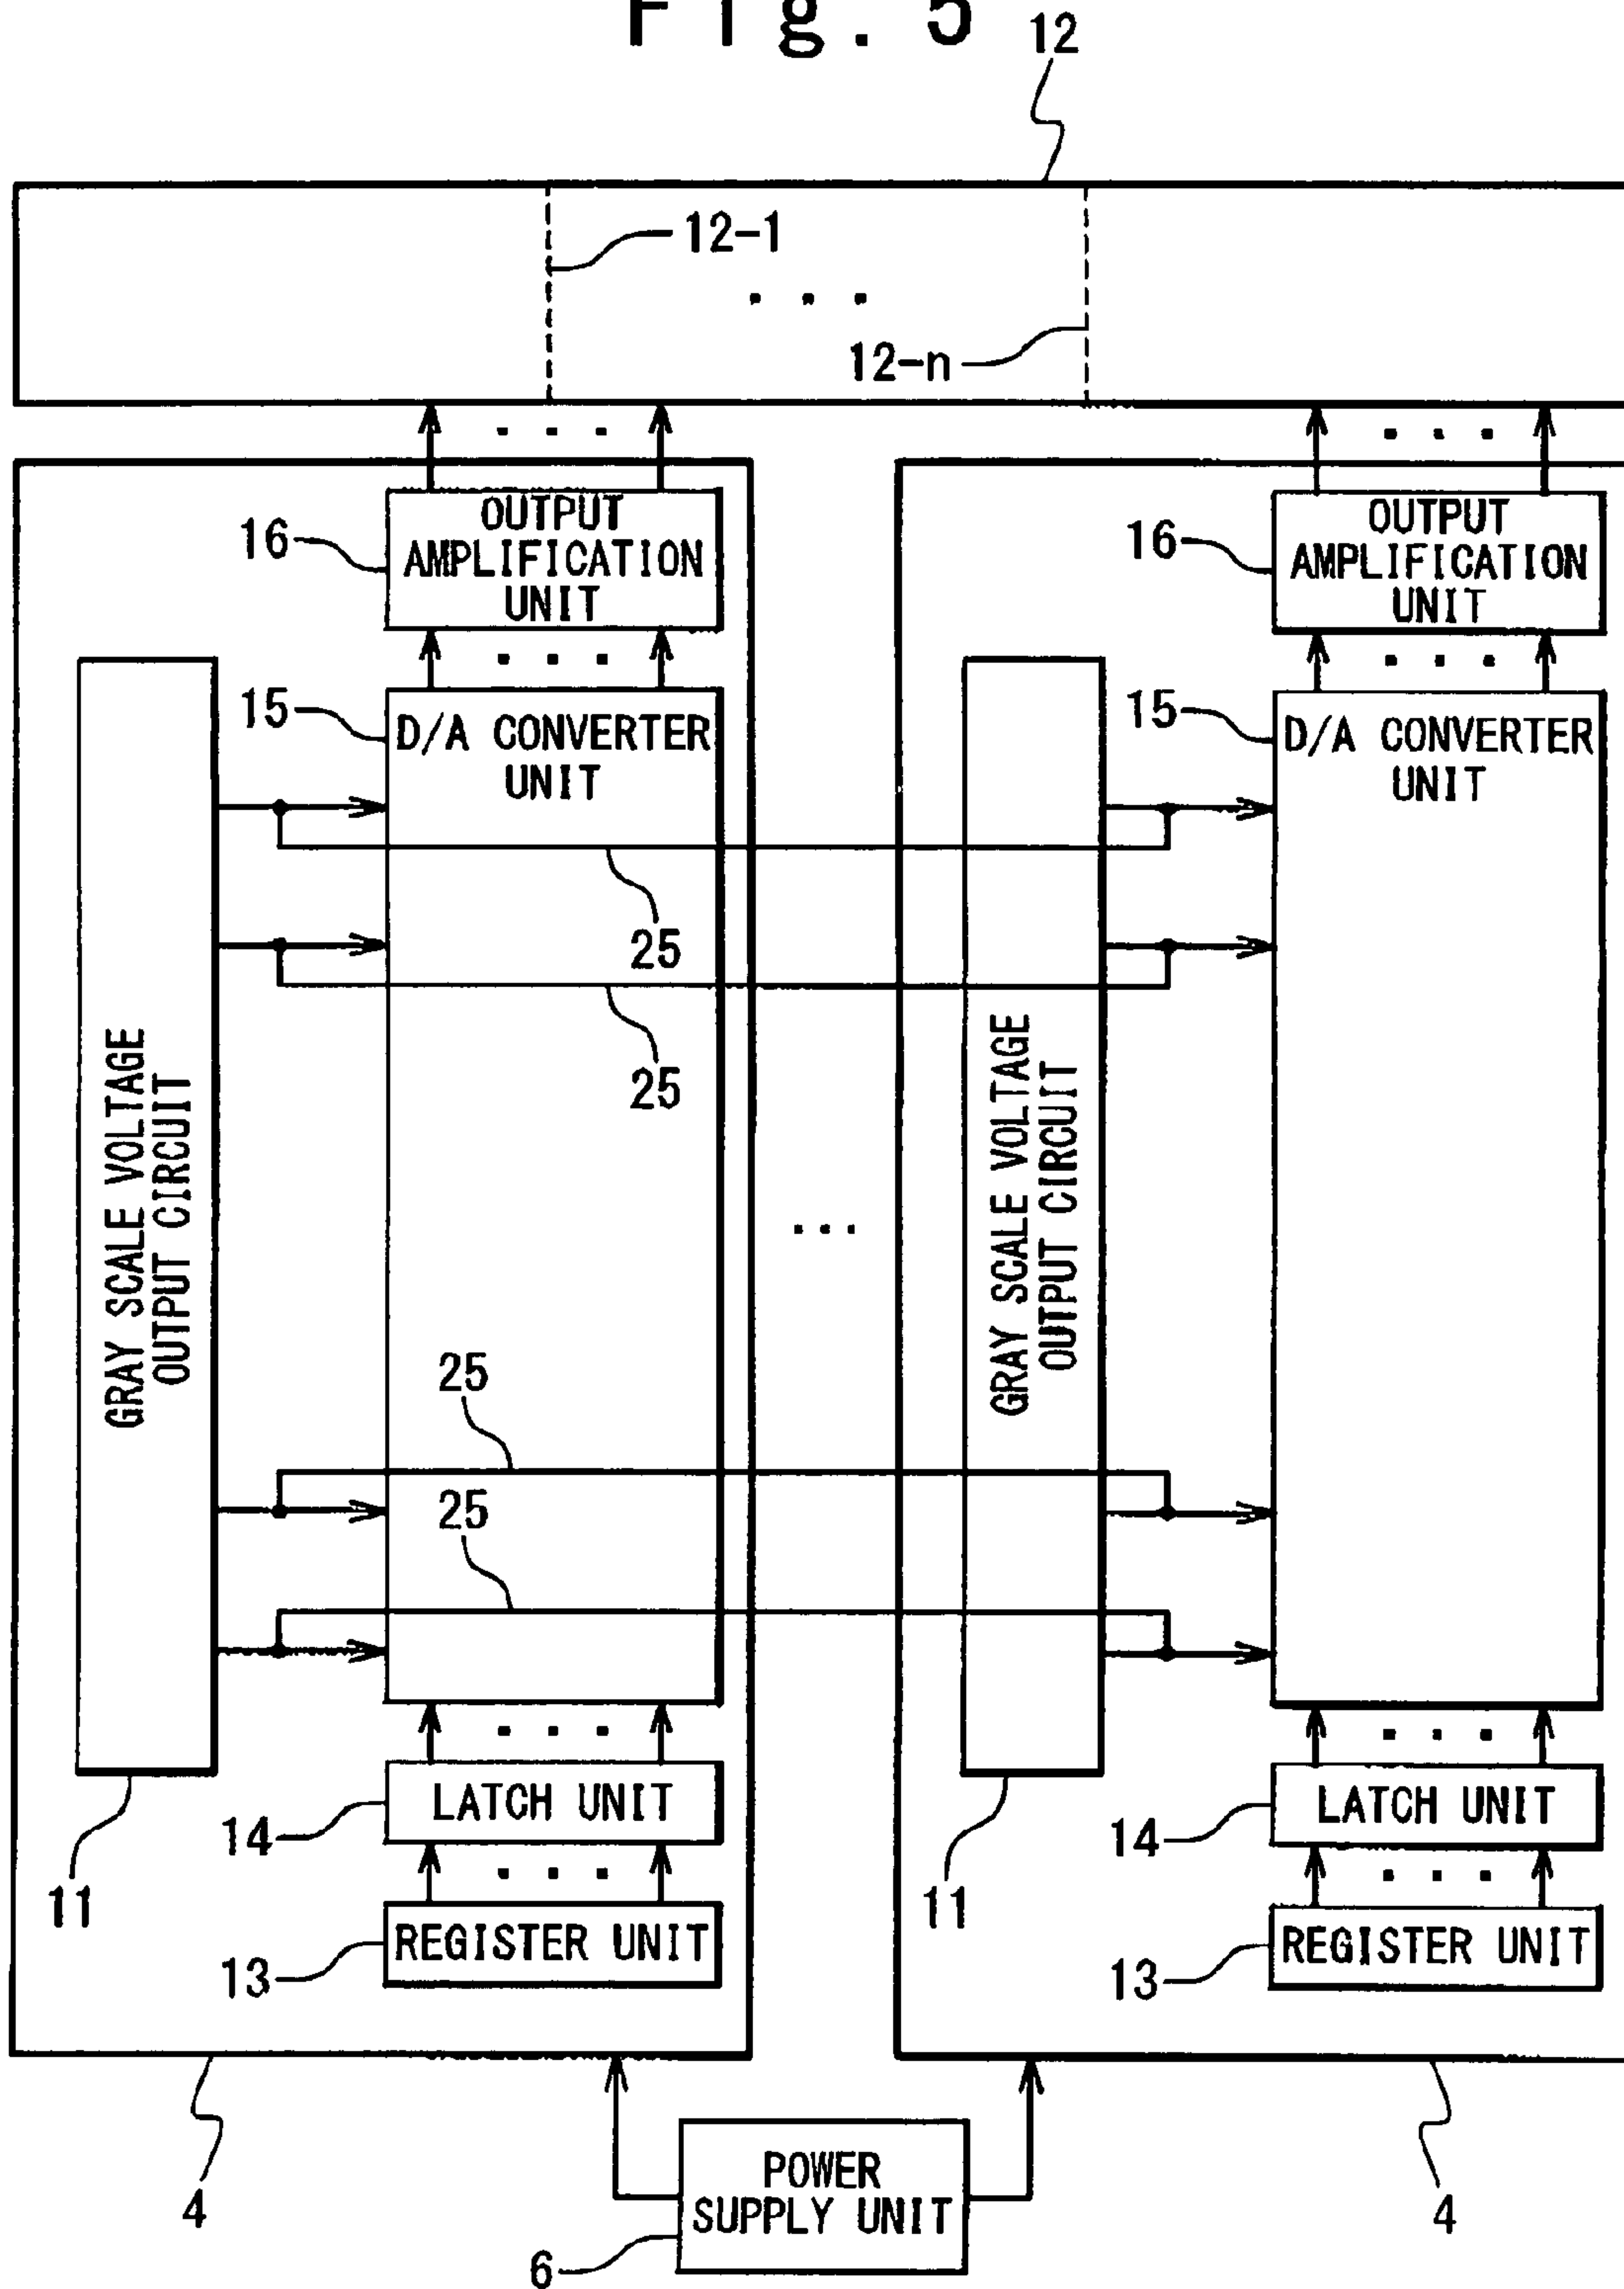 Fig. 5
12
12-1
12-n
16
OUTPUT
AMPLIFICATION
UNIT
16
OUTPUT
AMPLIFICATION
UNIT
15
D/A CONVERTER
UNIT
15
D/A CONVERTER
UNIT
25
25
GRAY SCALE VOLTAGE
OUTPUT CIRCUIT
GRAY SCALE VOLTAGE
OUTPUT CIRCUIT
25
25
14
LATCH UNIT
14
LATCH UNIT
11
11
13
REGISTER UNIT
13
REGISTER UNIT
4
POWER
SUPPLY UNIT
4
6